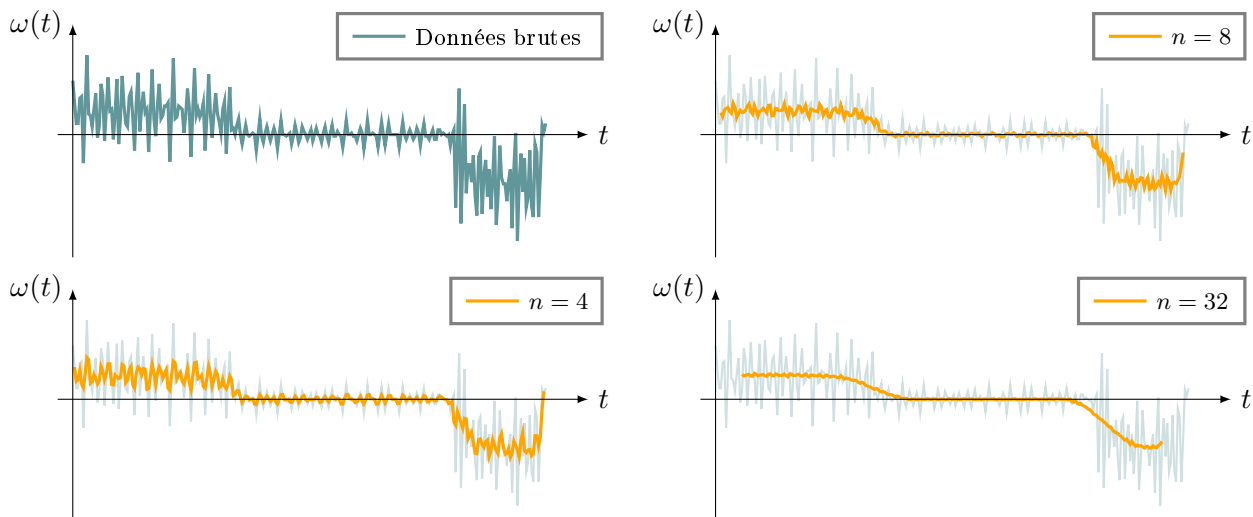 ω(t)
Données brutes
t
ω(t)
n = 8
t
ω(t)
n = 4
t
ω(t)
n = 32
t